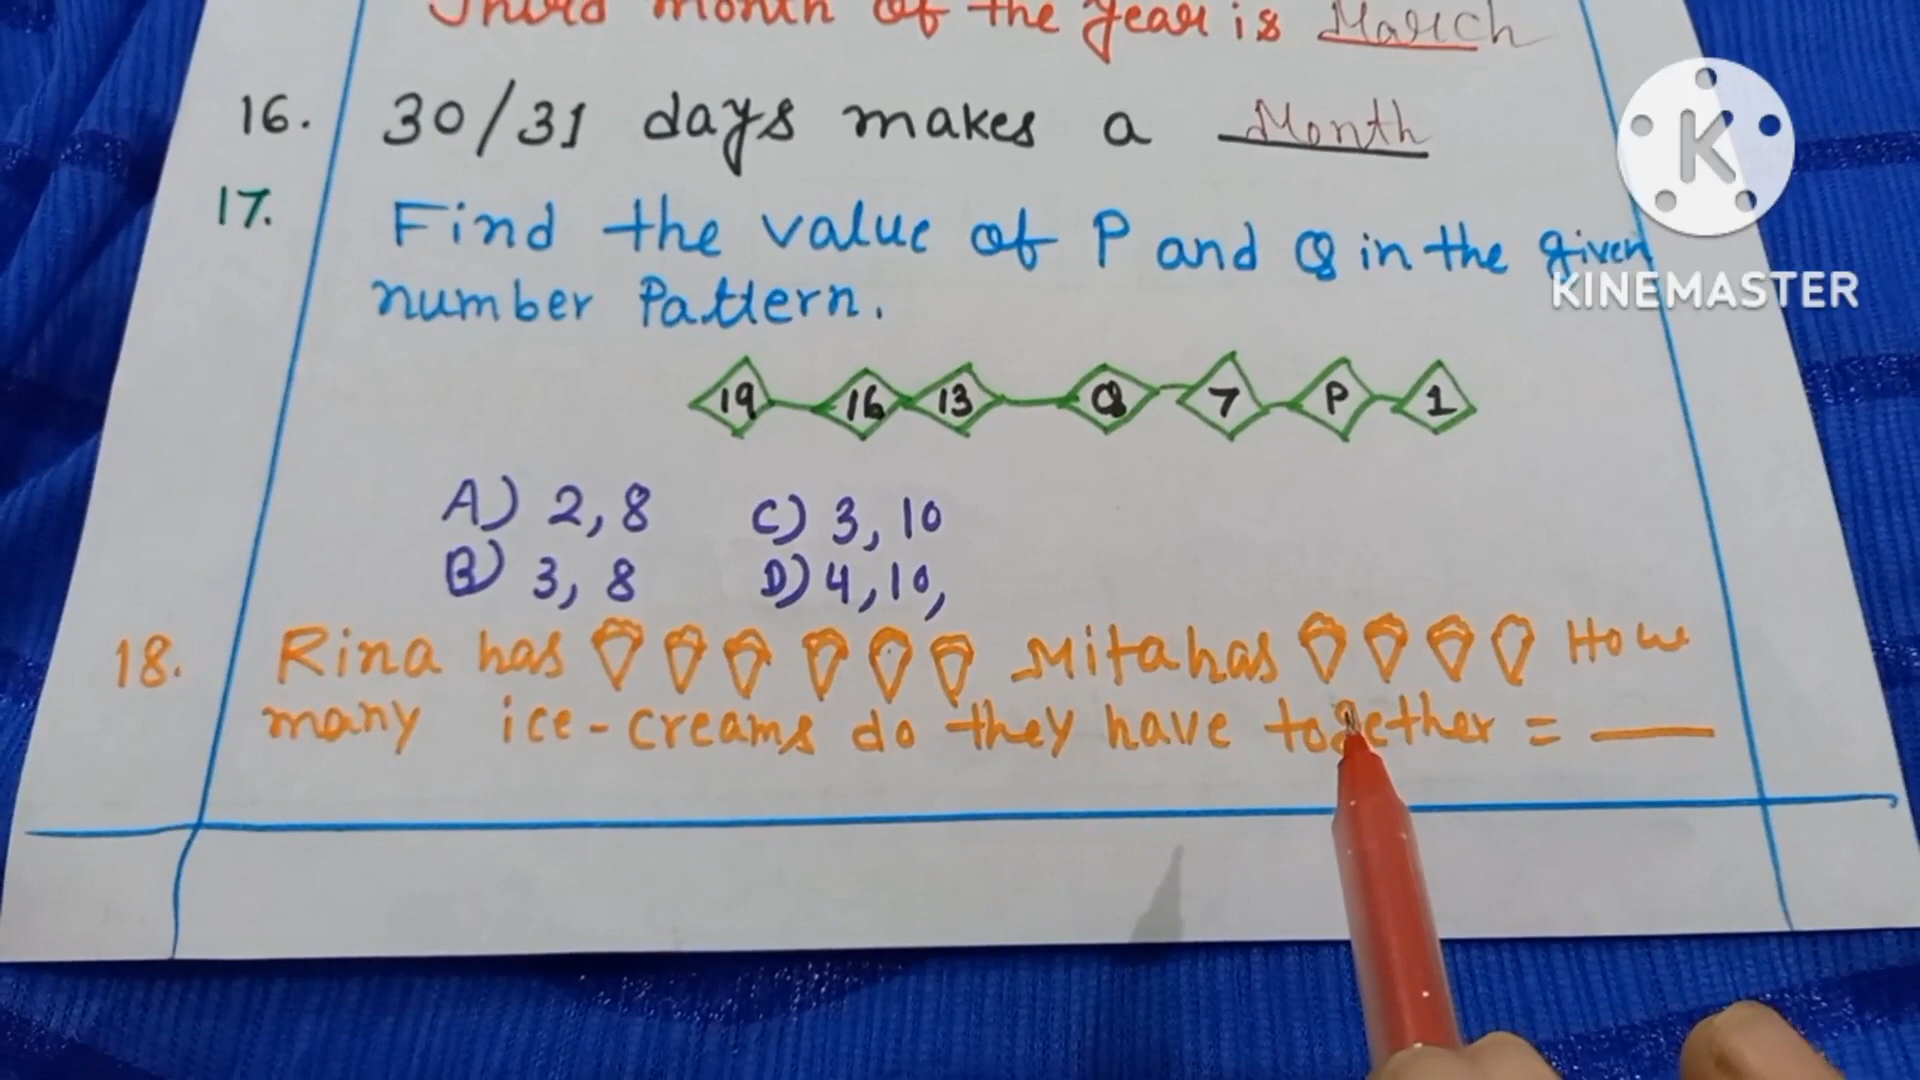 Third month of the year is March
16. 30/31 days makes a Month
17. Find the value of P and Q in the given
number Pattern.
19 16 13 Q 7 P 1
A) 2, 8 C) 3, 10
B) 3, 8 D) 4, 10,
18. Rina has Mita has How
many ice-creams do they have together = ___
K
KINEMASTER